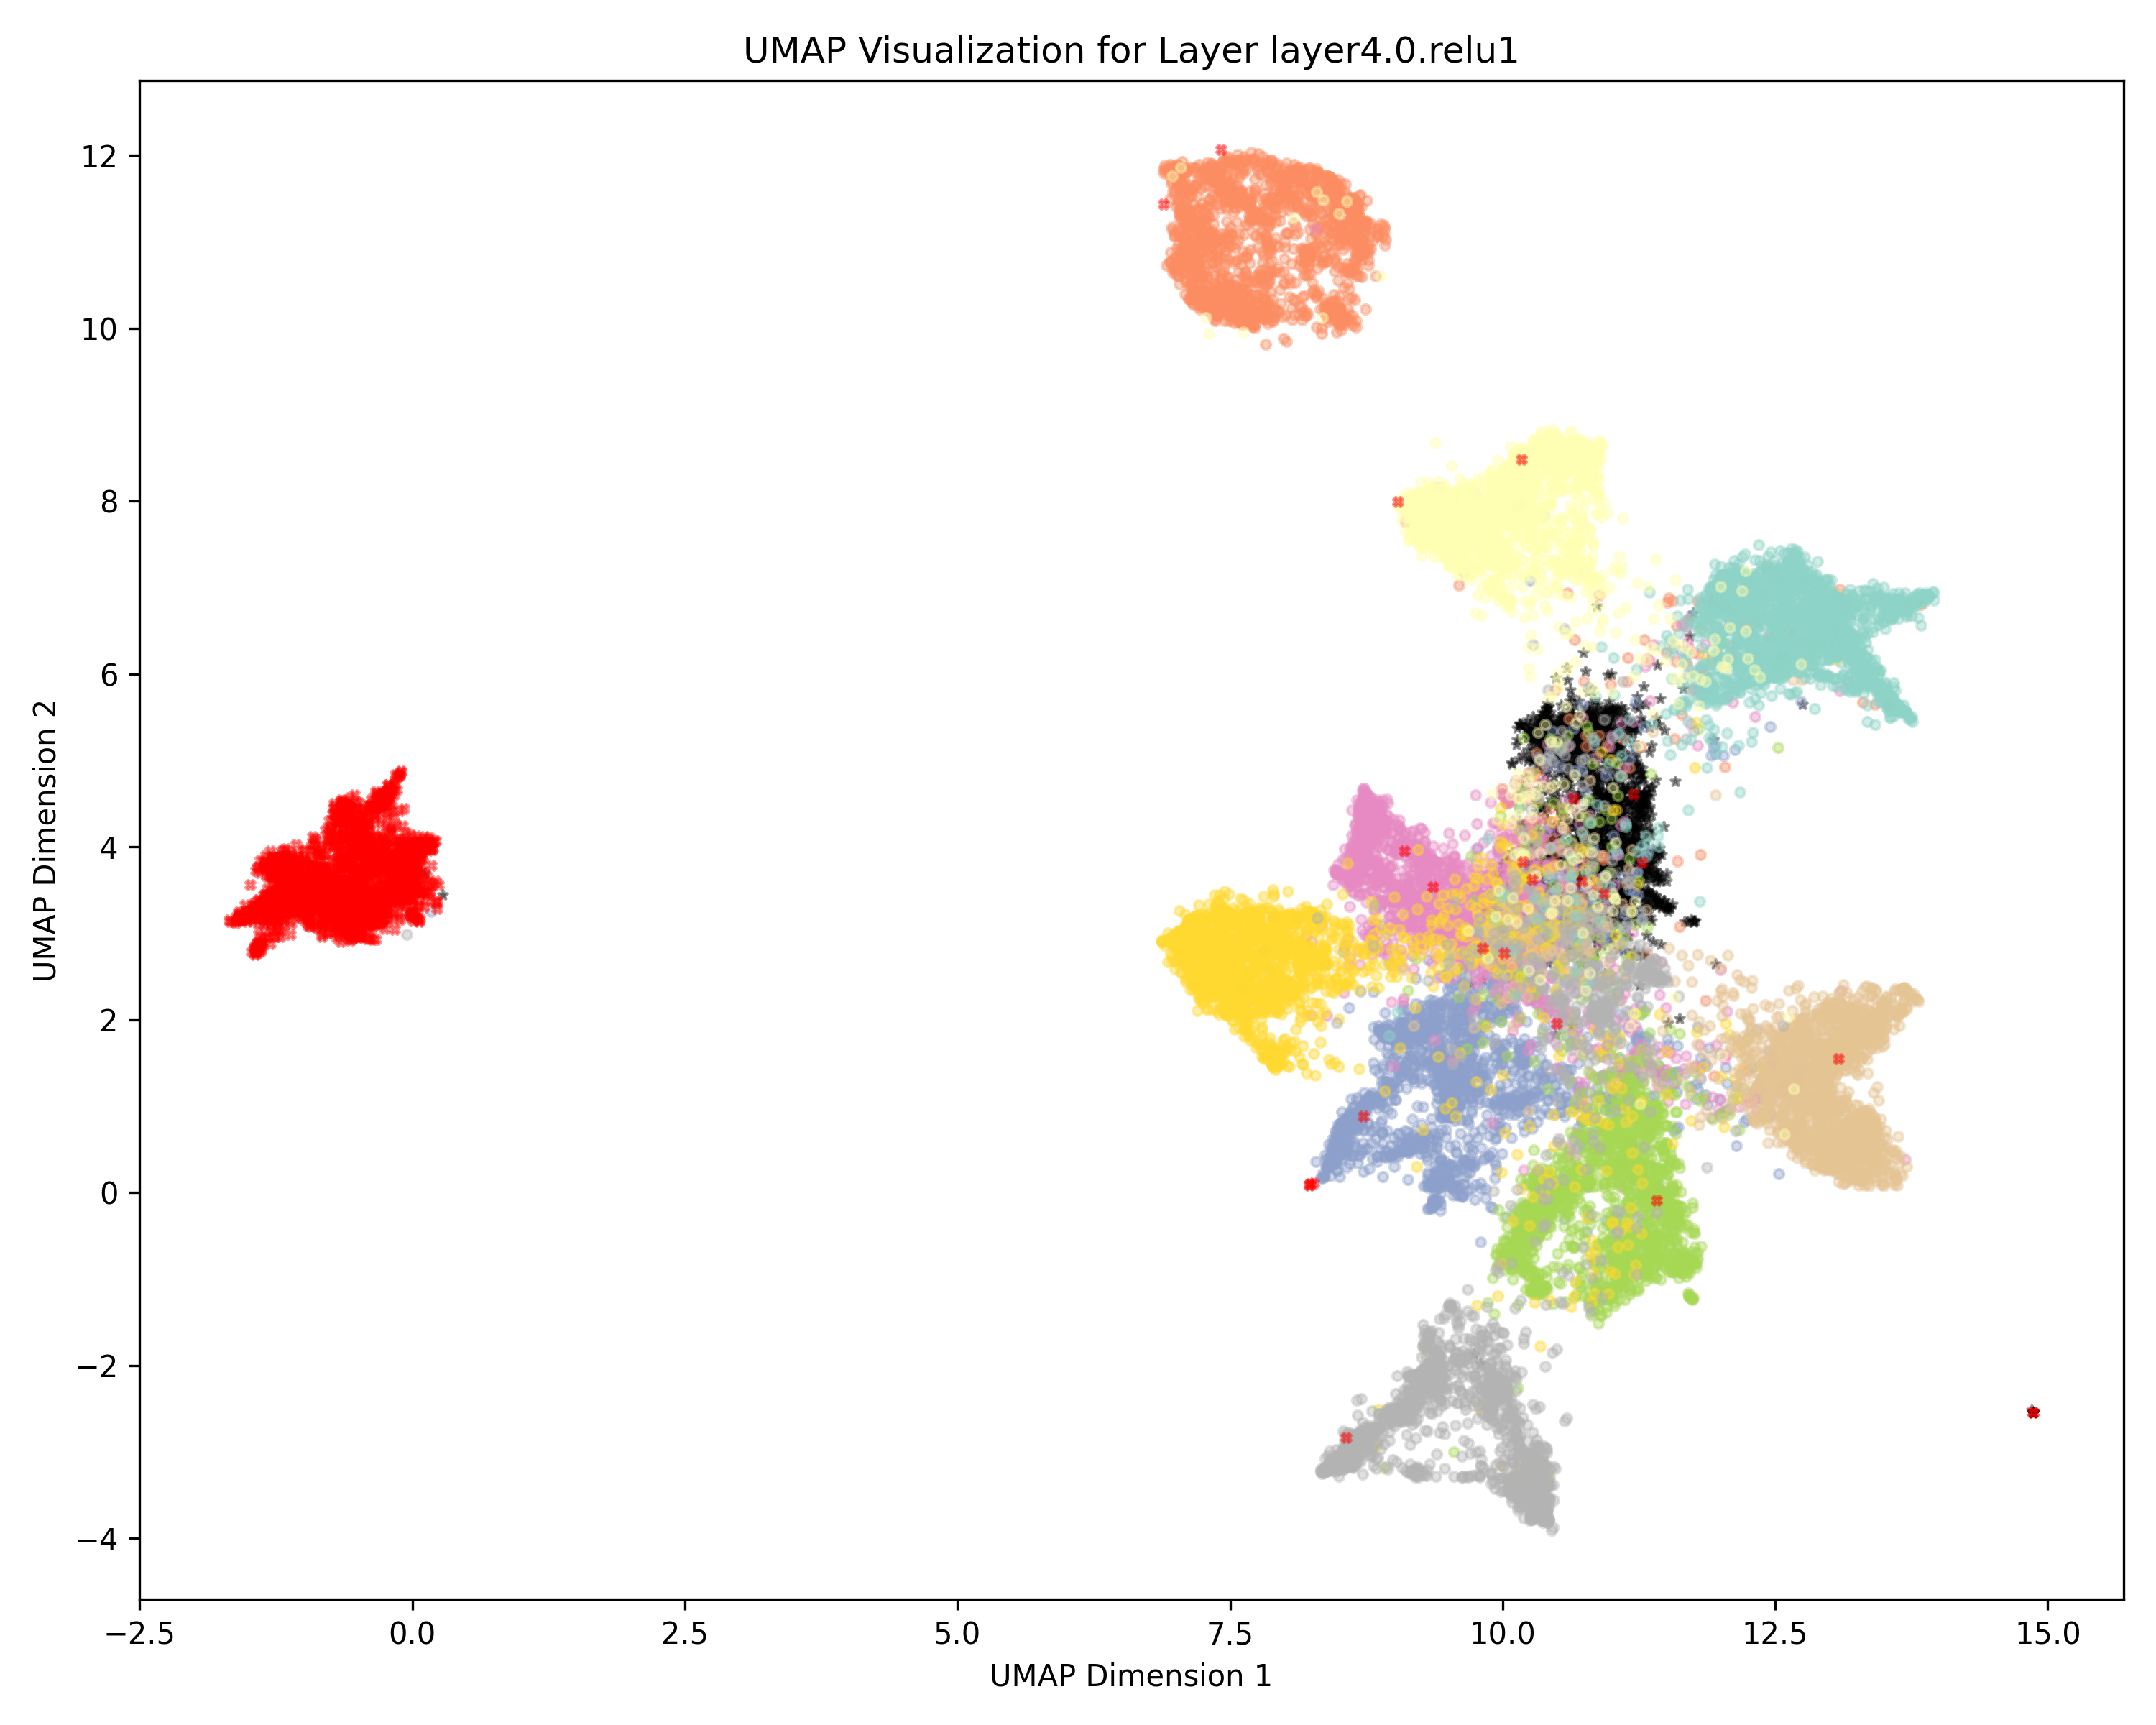 UMAP Visualization for Layer layer4.0.relu1
12
10
8
6
4
2
0
−2
−4
UMAP Dimension 2
−2.5 0.0 2.5 5.0 7.5 10.0 12.5 15.0
UMAP Dimension 1